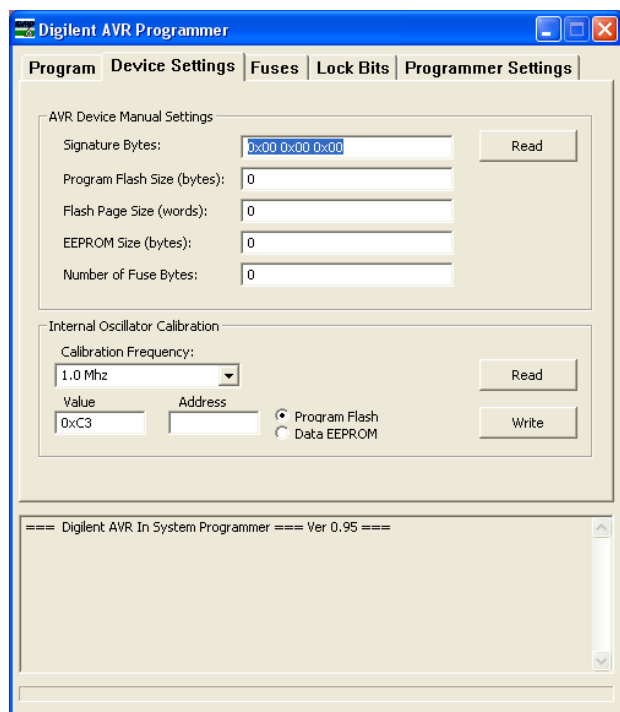 Digilent AVR Programmer
Program Device Settings Fuses Lock Bits Programmer Settings
AVR Device Manual Settings
Signature Bytes: 0x00 0x00 0x00 Read
Program Flash Size (bytes): 0
Flash Page Size (words): 0
EEPROM Size (bytes): 0
Number of Fuse Bytes: 0
Internal Oscillator Calibration
Calibration Frequency:
1.0 Mhz Read
Value Address
0xC3 Program Flash Write
Data EEPROM
=== Digilent AVR In System Programmer === Ver 0.95 ===